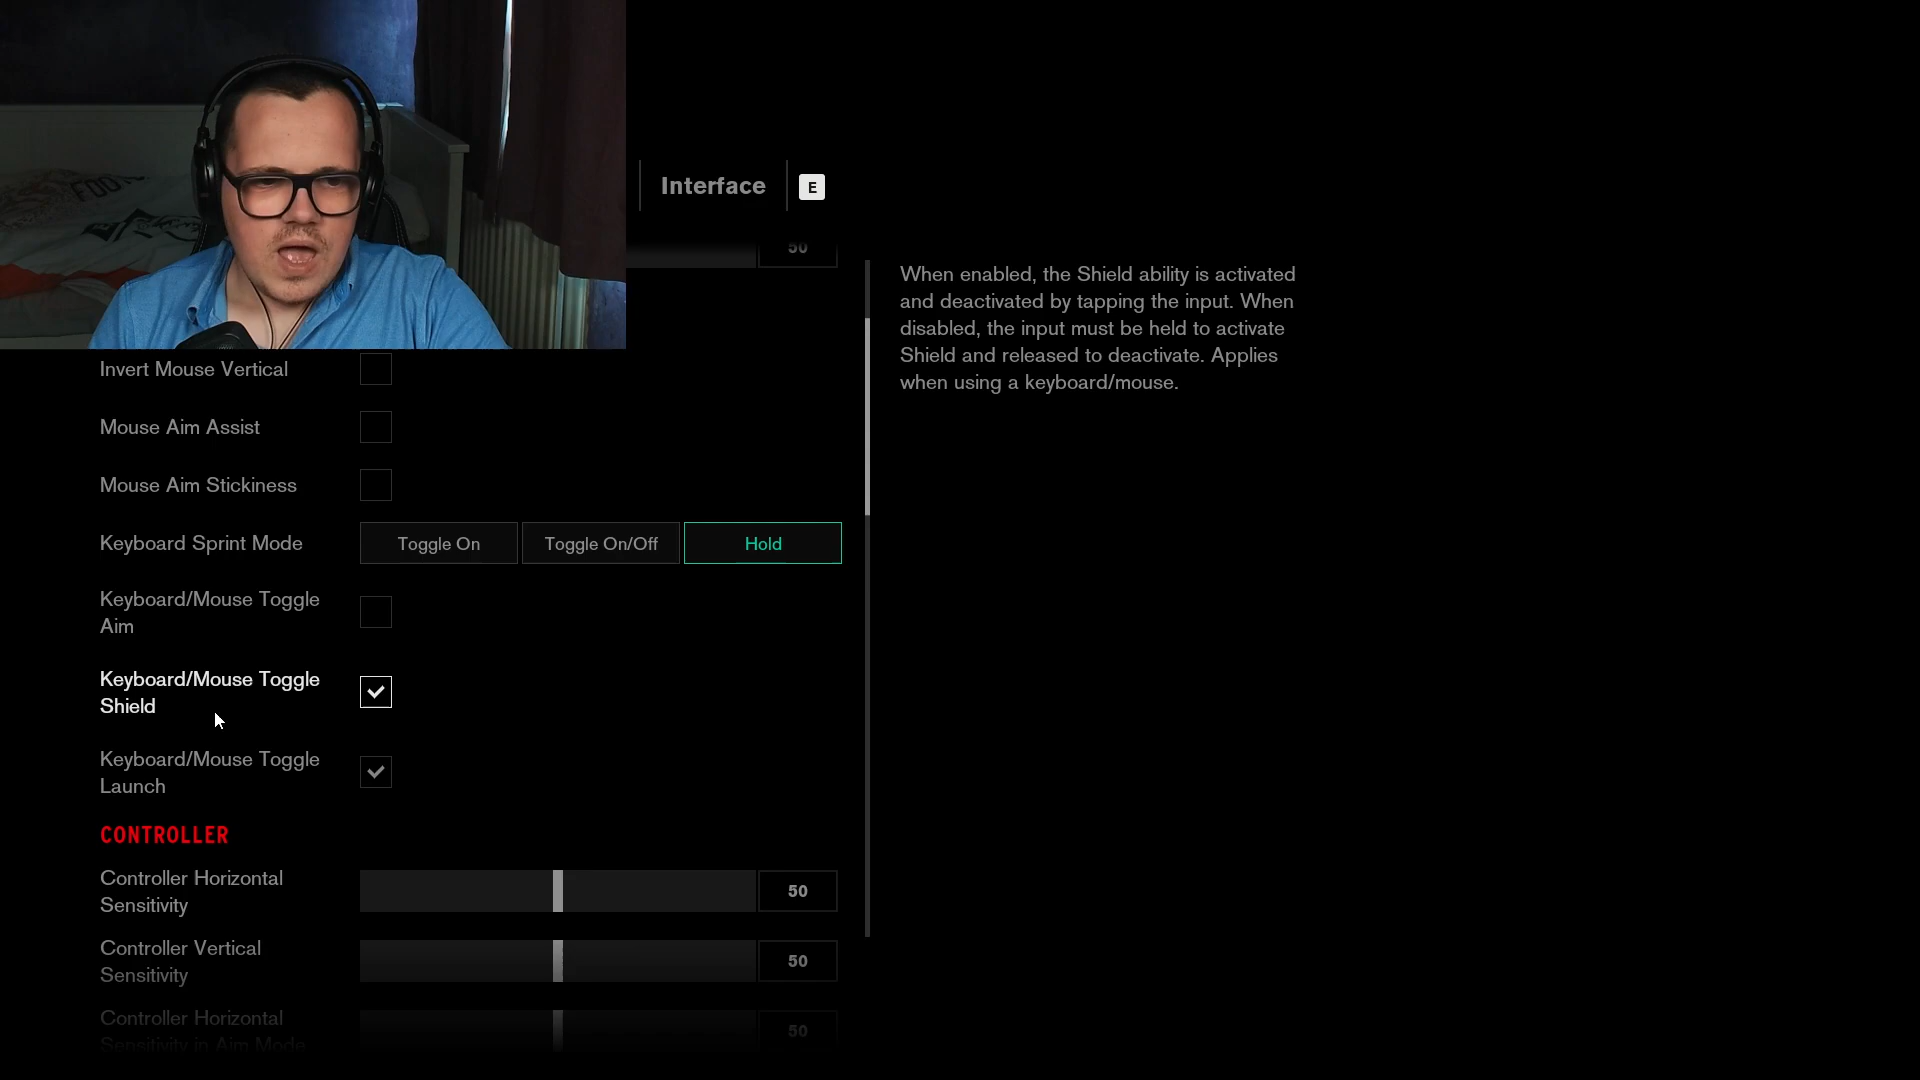 Interface
E
50
When enabled, the Shield ability is activated
and deactivated by tapping the input. When
disabled, the input must be held to activate
Shield and released to deactivate. Applies
when using a keyboard/mouse.
Invert Mouse Vertical
Mouse Aim Assist
Mouse Aim Stickiness
Keyboard Sprint Mode
Toggle On
Toggle On/Off
Hold
Keyboard/Mouse Toggle
Aim
Keyboard/Mouse Toggle
Shield
Keyboard/Mouse Toggle
Launch
CONTROLLER
Controller Horizontal
Sensitivity
50
Controller Vertical
Sensitivity
50
Controller Horizontal
Sensitivity in Aim Mode
50